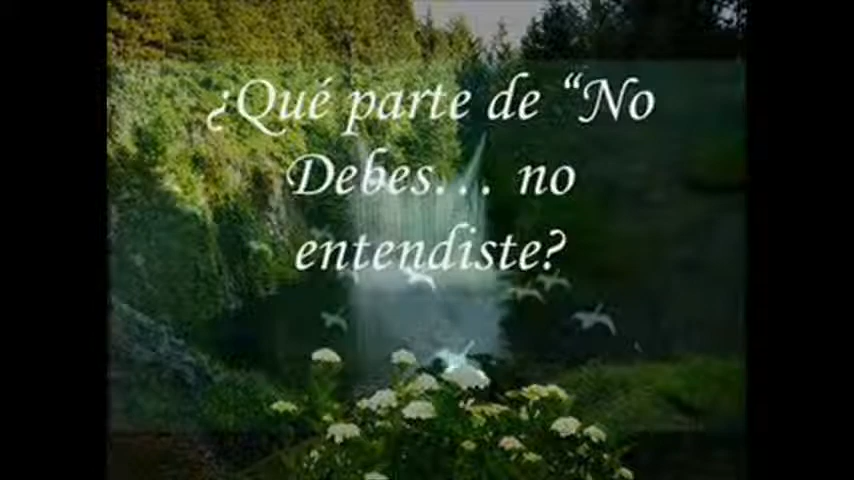 ¿Qué parte de “No
Debes... no
entendiste?